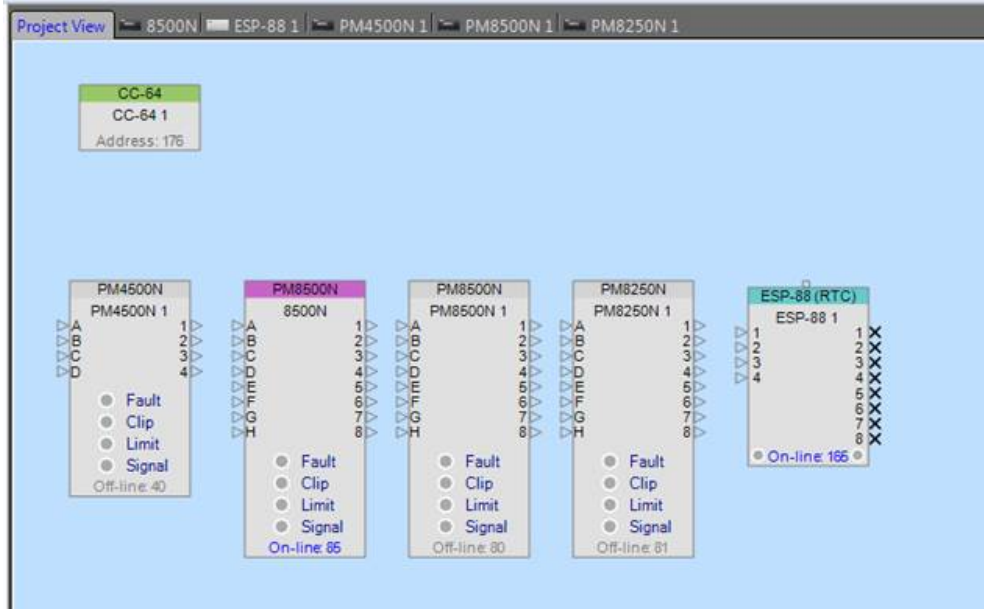 Project View 8500N ESP-88 1 PM4500N 1 PM8500N 1 PM8250N 1
CC-64
CC-64 1
Address: 176
PM4500N
PM4500N 1
A 1
B 2
C 3
D 4
Fault
Clip
Limit
Signal
Off-line: 40
PM8500N
8500N
A 1
B 2
C 3
D 4
E 5
F 6
G 7
H 8
Fault
Clip
Limit
Signal
On-line: 85
PM8500N
PM8500N 1
A 1
B 2
C 3
D 4
E 5
F 6
G 7
H 8
Fault
Clip
Limit
Signal
Off-line: 80
PM8250N
PM8250N 1
A 1
B 2
C 3
D 4
E 5
F 6
G 7
H 8
Fault
Clip
Limit
Signal
Off-line: 81
ESP-88 (RTC)
ESP-88 1
1 1
2 2
3 3
4 4
5
6
7
8
On-line: 165